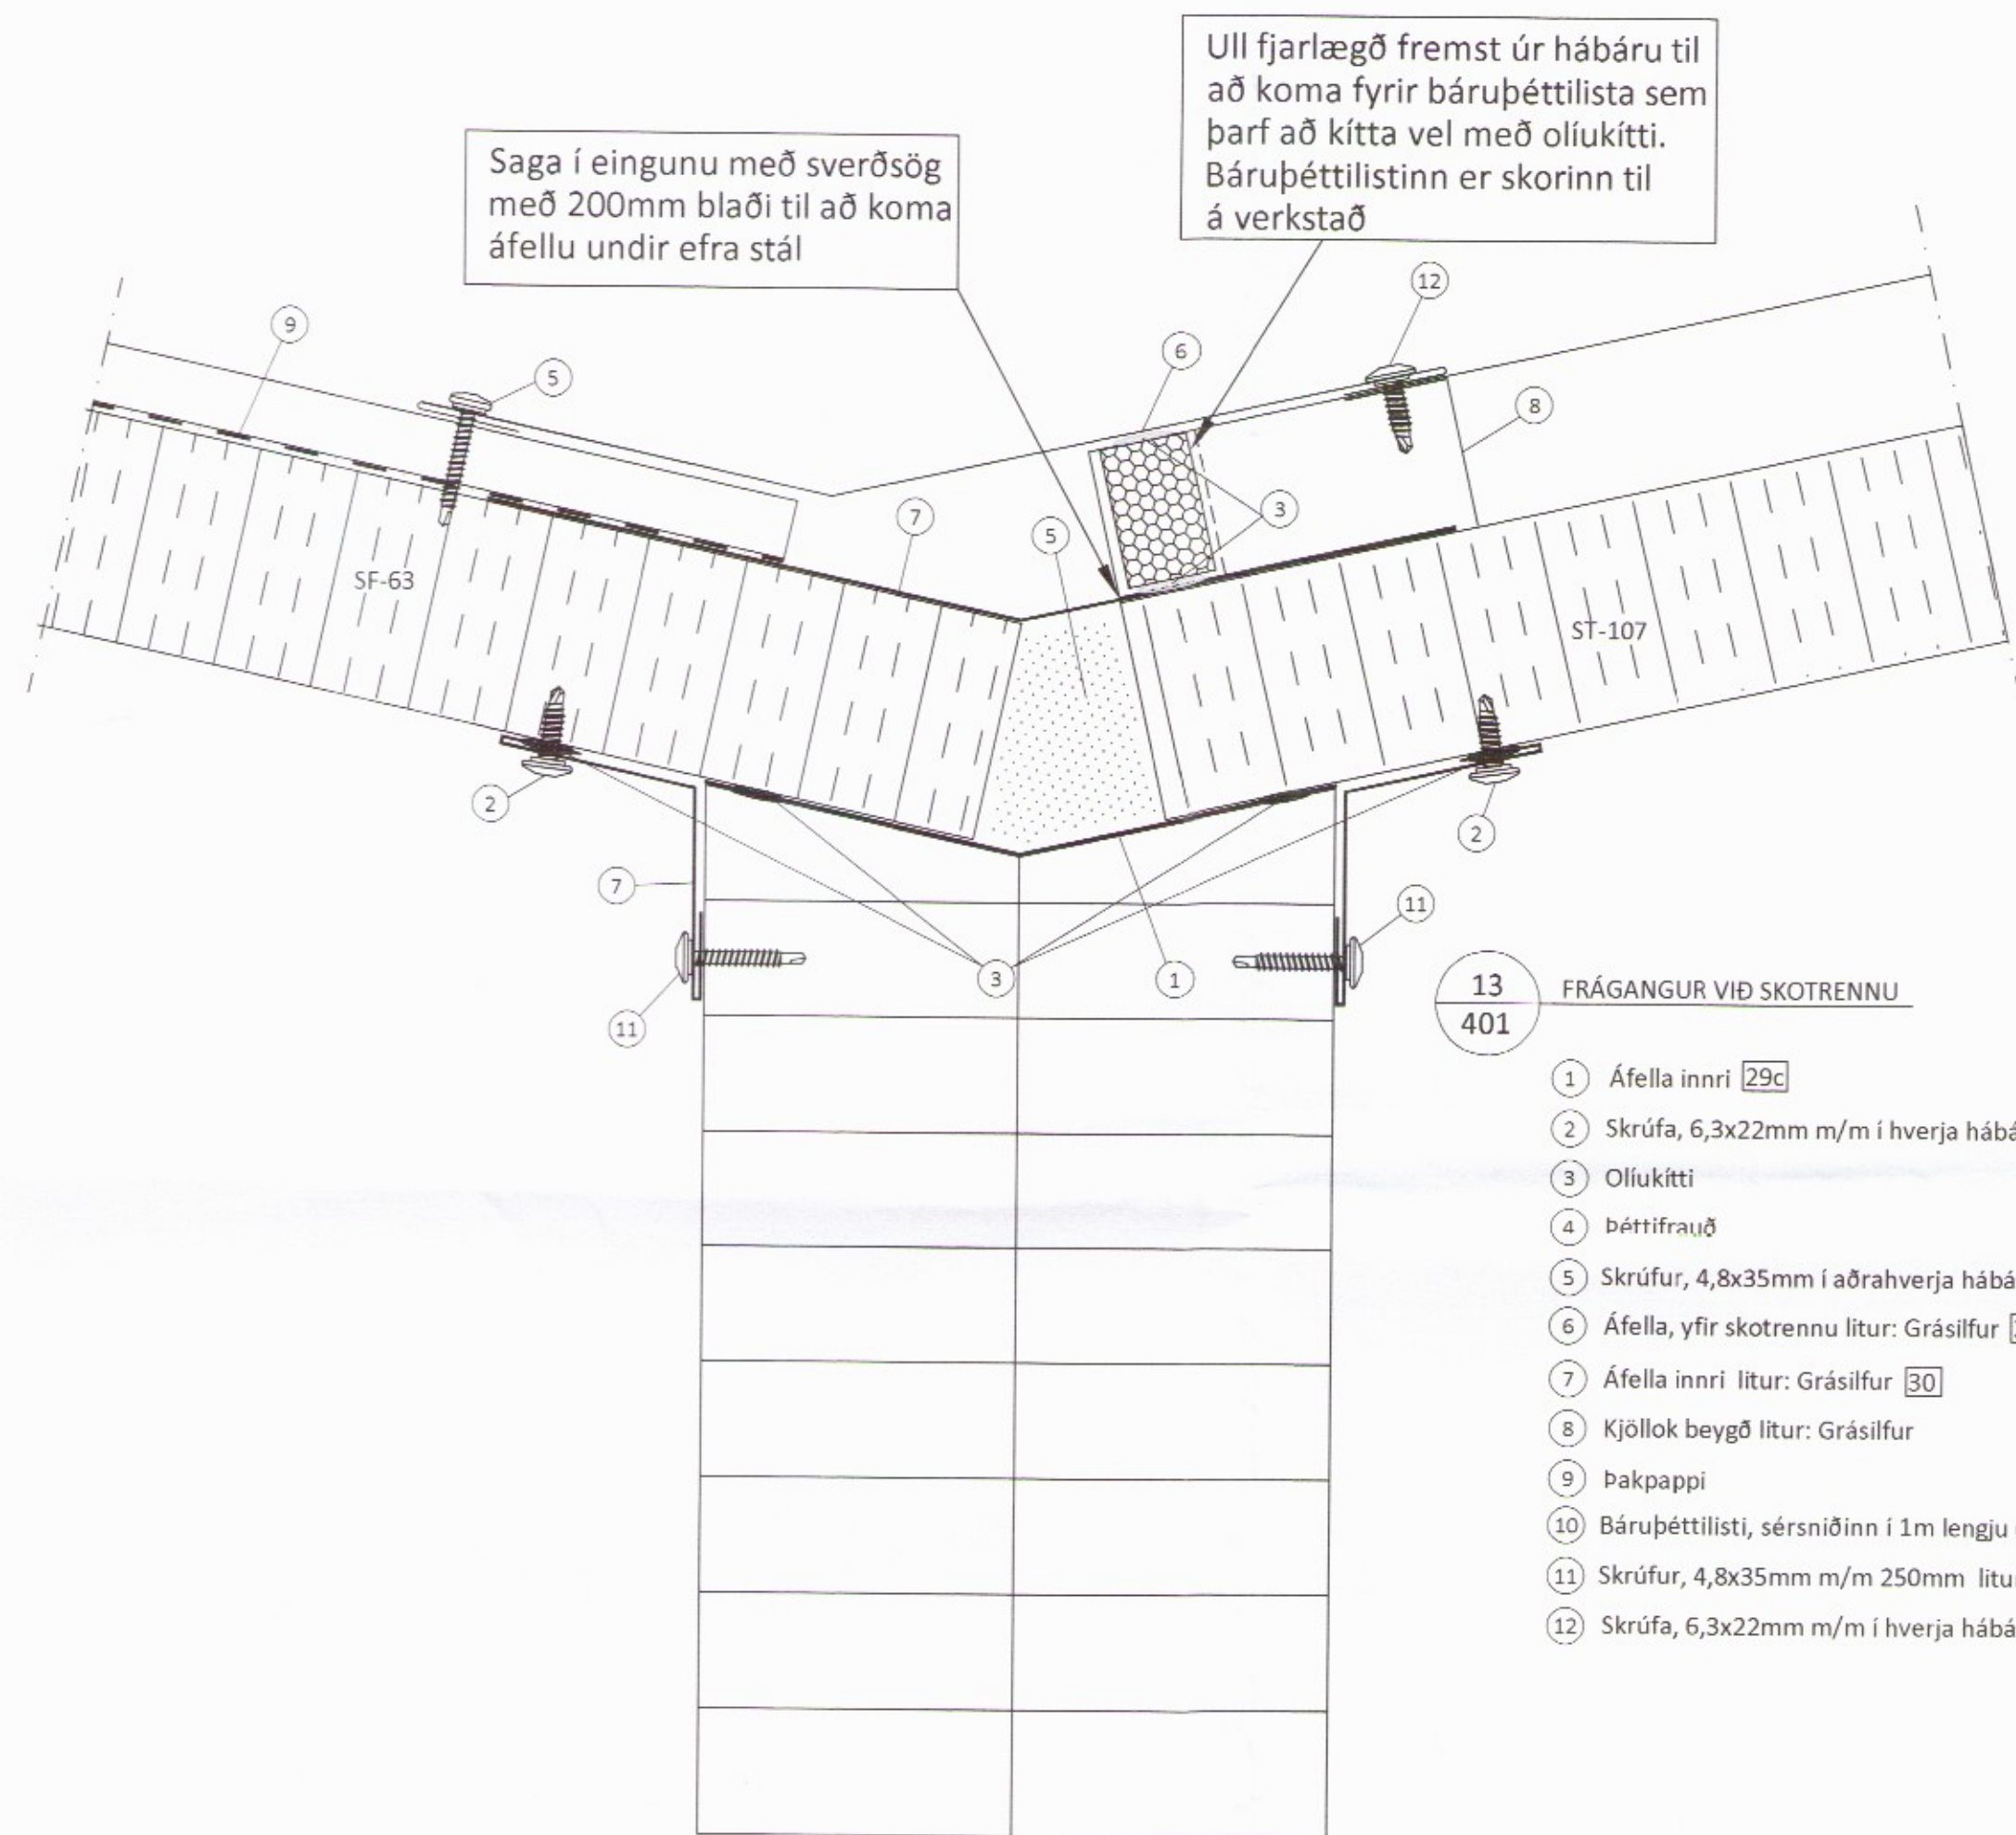 Ull fjarlægð fremst úr hábáru til
að koma fyrir báruþéttilista sem
þarf að kítta vel með olíukítti.
Báruþéttilistinn er skorinn til
á verkstað
Saga í eingunu með sverðsög
með 200mm blaði til að koma
áfellu undir efra stál
12
9
6
5
8
3
7
5
SF-63
ST-107
2
2
7
11
3
1
11
13
401
FRÁGANGUR VIÐ SKOTRENNU
1 Áfella innri 29c
2 Skrúfa, 6,3x22mm m/m í hverja
3 Olíukítti
4 Þéttifrauð
5 Skrúfur, 4,8x35mm í aðrahverja
6 Áfella, yfir skotrennu litur: Grásilfur
7 Áfella innri litur: Grásilfur 30
8 Kjöllok beygð litur: Grásilfur
9 Þakpappi
10 Báruþéttilisti, sérsniðinn í 1m lengju
11 Skrúfur, 4,8x35mm m/m 250mm
12 Skrúfa, 6,3x22mm m/m í hverja